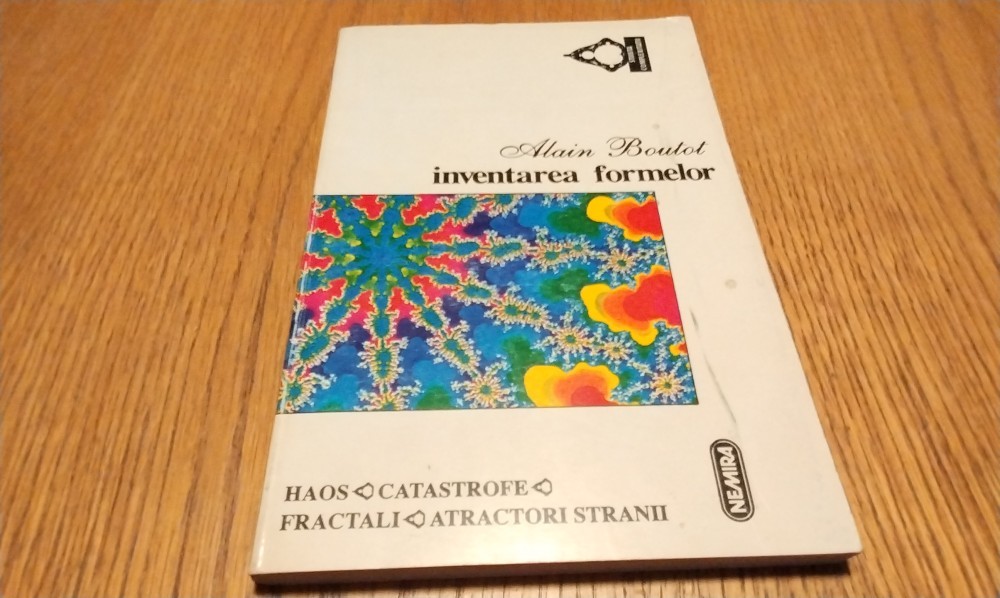 Alain Boutot
inventarea formelor
HAOS CATASTROFE
FRACTALI ATRACTORI STRANII
NEMIRA